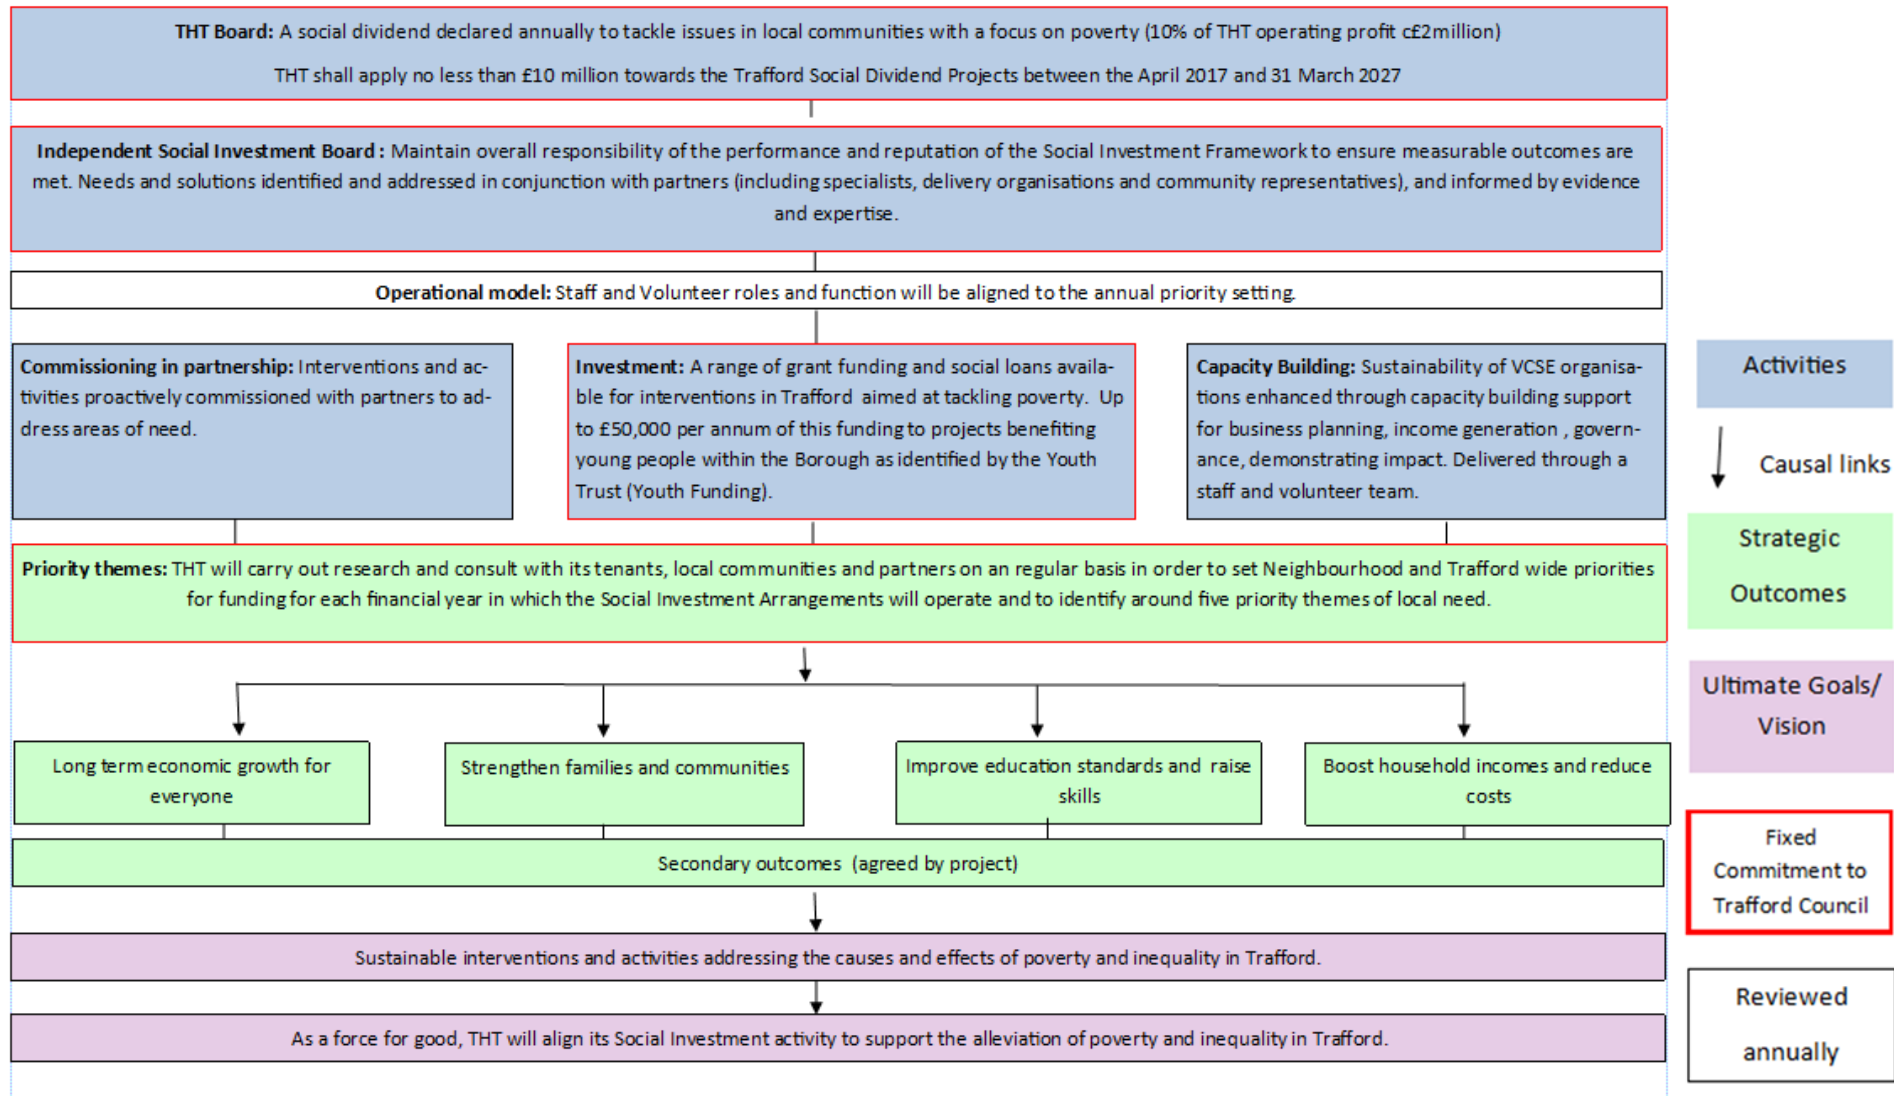 THT Board: A social dividend declared annually to tackle issues in local communities with a focus on poverty (10% of THT operating profit c£2million)
THT shall apply no less than £10 million towards the Trafford Social Dividend Projects between the April 2017 and 31 March 2027
Independent Social Investment Board : Maintain overall responsibility of the performance and reputation of the Social Investment Framework to ensure measurable outcomes are
met. Needs and solutions identified and addressed in conjunction with partners (including specialists, delivery organisations and community representatives), and informed by evidence
and expertise.
Operational model: Staff and Volunteer roles and function will be aligned to the annual priority setting.
Commissioning in partnership: Interventions and ac-
tivities proactively commissioned with partners to ad-
dress areas of need.
Investment: A range of grant funding and social loans availa-
ble for interventions in Trafford aimed at tackling poverty. Up
to £50,000 per annum of this funding to projects benefiting
young people within the Borough as identified by the Youth
Trust (Youth Funding).
Capacity Building: Sustainability of VCSE organisa-
tions enhanced through capacity building support
for business planning, income generation , govern-
ance, demonstrating impact. Delivered through a
staff and volunteer team.
Priority themes: THT will carry out research and consult with its tenants, local communities and partners on an regular basis in order to set Neighbourhood and Trafford wide priorities
for funding for each financial year in which the Social Investment Arrangements will operate and to identify around five priority themes of local need.
Long term economic growth for
everyone
Strengthen families and communities
Improve education standards and raise
skills
Boost household incomes and reduce
costs
Secondary outcomes (agreed by project)
Sustainable interventions and activities addressing the causes and effects of poverty and inequality in Trafford.
As a force for good, THT will align its Social Investment activity to support the alleviation of poverty and inequality in Trafford.
Activities
Causal links
Strategic
Outcomes
Ultimate Goals/
Vision
Fixed
Commitment to
Trafford Council
Reviewed
annually